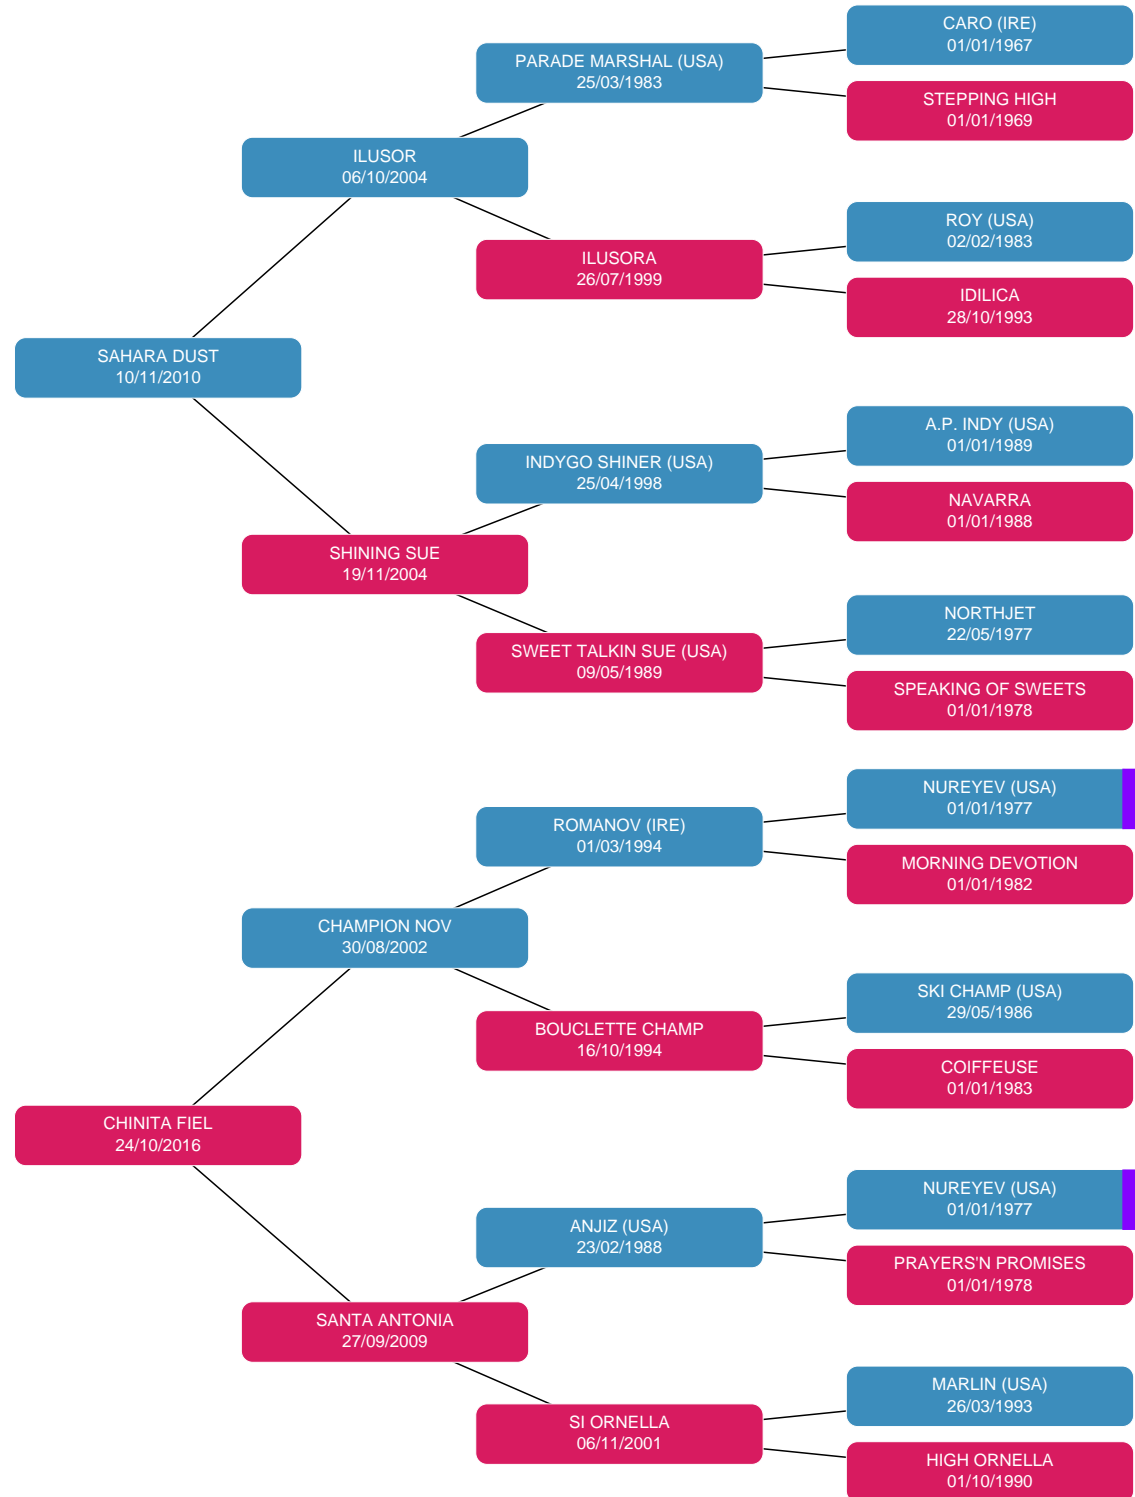 CARO (IRE)
01/01/1967
PARADE MARSHAL (USA)
25/03/1983
STEPPING HIGH
01/01/1969
ILUSOR
06/10/2004
ROY (USA)
02/02/1983
ILUSORA
26/07/1999
IDILICA
28/10/1993
SAHARA DUST
10/11/2010
A.P. INDY (USA)
01/01/1989
INDYGO SHINER (USA)
25/04/1998
NAVARRA
01/01/1988
SHINING SUE
19/11/2004
NORTHJET
22/05/1977
SWEET TALKIN SUE (USA)
09/05/1989
SPEAKING OF SWEETS
01/01/1978
NUREYEV (USA)
01/01/1977
ROMANOV (IRE)
01/03/1994
MORNING DEVOTION
01/01/1982
CHAMPION NOV
30/08/2002
SKI CHAMP (USA)
29/05/1986
BOUCLETTE CHAMP
16/10/1994
COIFFEUSE
01/01/1983
CHINITA FIEL
24/10/2016
NUREYEV (USA)
01/01/1977
ANJIZ (USA)
23/02/1988
PRAYERS'N PROMISES
01/01/1978
SANTA ANTONIA
27/09/2009
MARLIN (USA)
26/03/1993
SI ORNELLA
06/11/2001
HIGH ORNELLA
01/10/1990